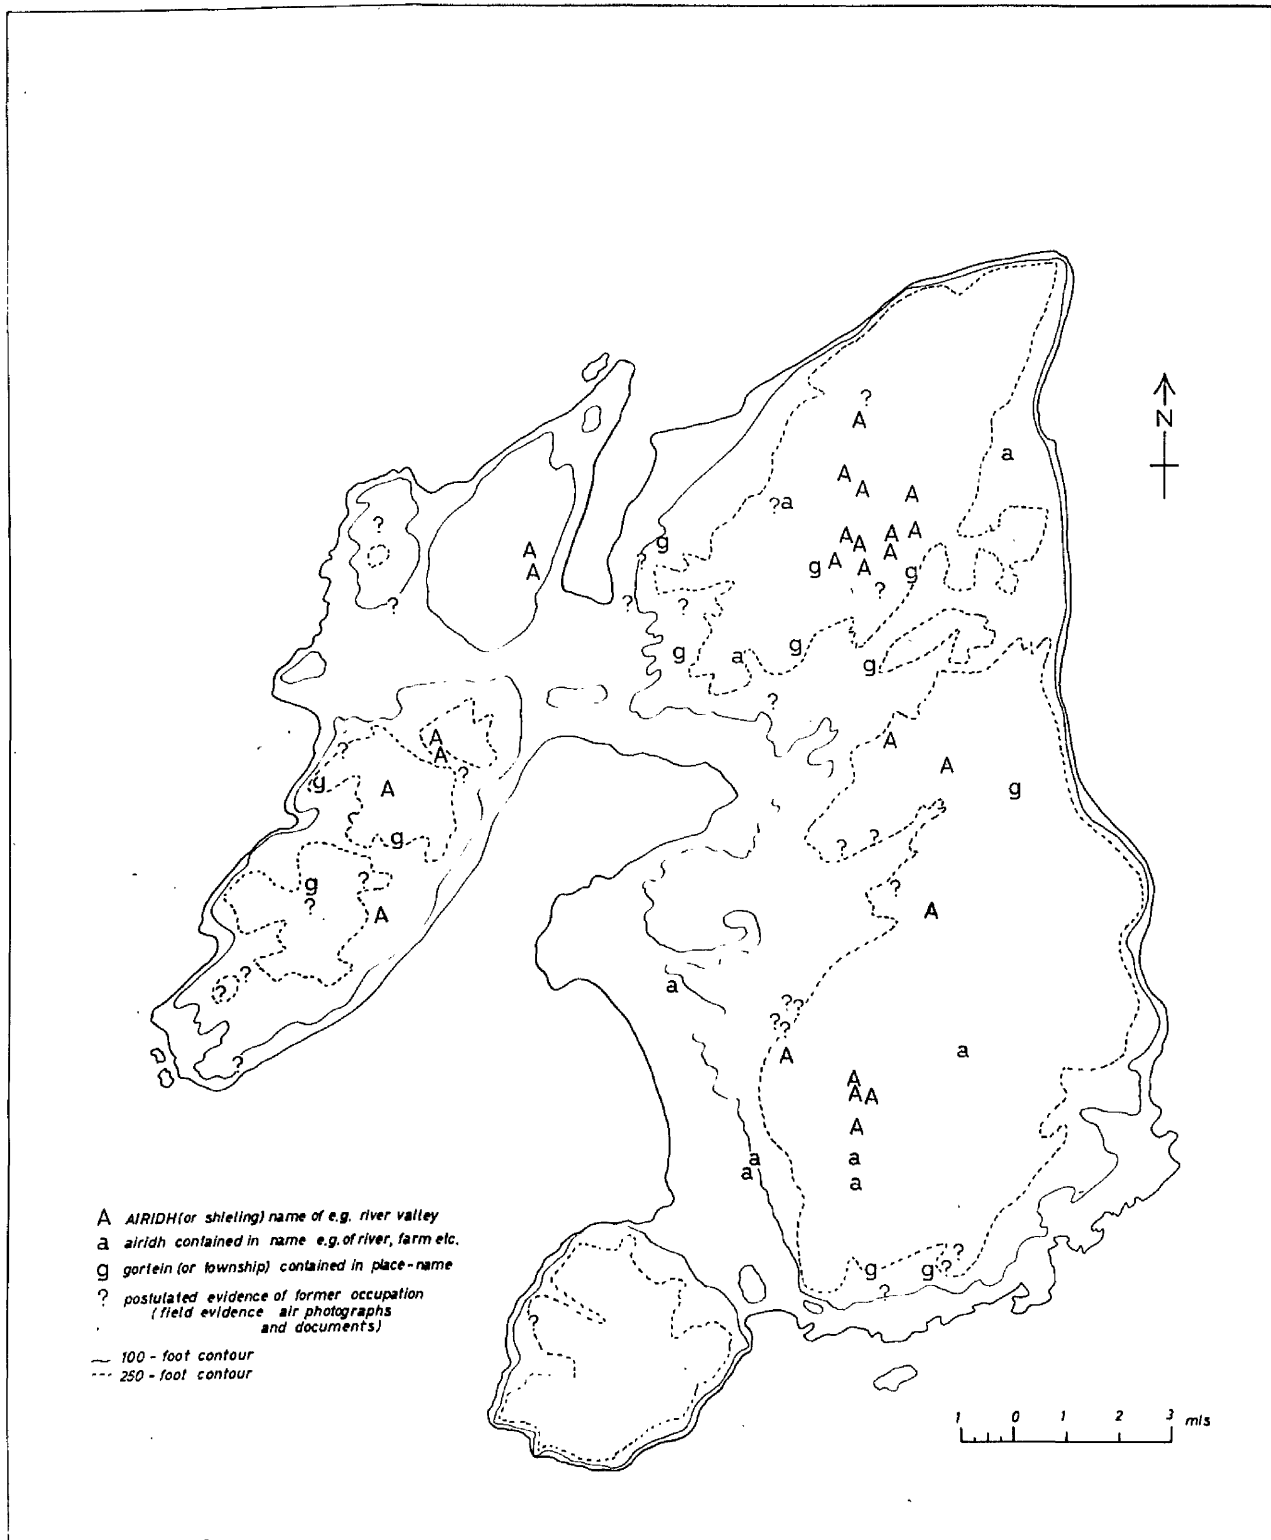 ?
A
N
a
A
A A
?a
?
A A A A
g
A ? A
A g A A g
?
? ? ?
g a g g
?
A A
? A
? A
g A g
g
? ?
g ? ?
? A A
? a
?
? ?
? ?
A a
?
A
A A
A
a a
a a
?
g g ?
?
?
A AIRIDH (or shieling) name of e.g. river valley
a airidh contained in name e.g. of river, farm etc.
g gortein (or township) contained in place-name
? postulated evidence of former occupation
(field evidence air photographs
and documents)
100 - foot contour
250 - foot contour
1 0 1 2 3 mls